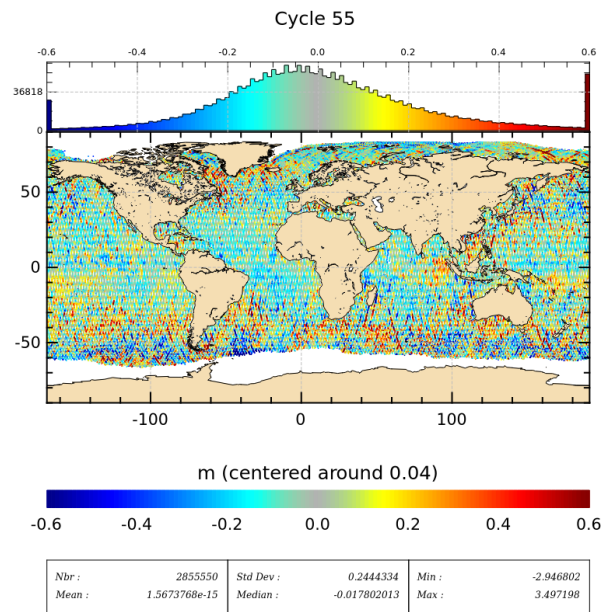 Cycle 55
-0.6 -0.4 -0.2 0.0 0.2 0.4 0.6
36818
0
50
0
-50
-100 0 100
m (centered around 0.04)
-0.6 -0.4 -0.2 0.0 0.2 0.4 0.6
Nbr : 2855550 Std Dev : 0.2444334 Min : -2.946802
Mean : 1.5673768e-15 Median : -0.017802013 Max : 3.497198